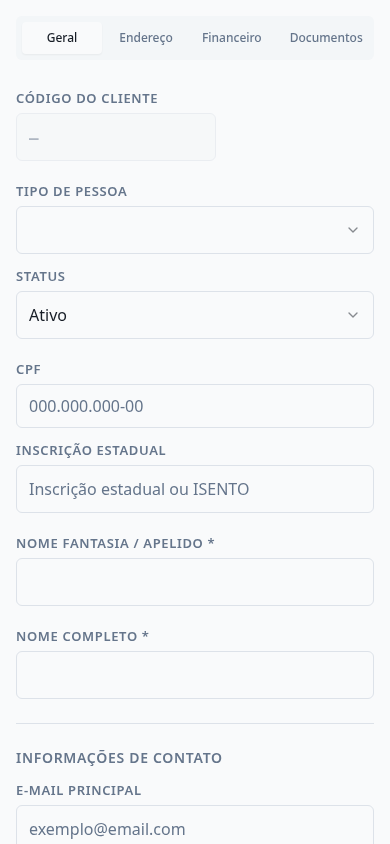 Geral Endereço Financeiro Documentos
CÓDIGO DO CLIENTE
—
TIPO DE PESSOA
STATUS
Ativo
CPF
000.000.000-00
INSCRIÇÃO ESTADUAL
Inscrição estadual ou ISENTO
NOME FANTASIA / APELIDO *
NOME COMPLETO *
INFORMAÇÕES DE CONTATO
E-MAIL PRINCIPAL
exemplo@email.com